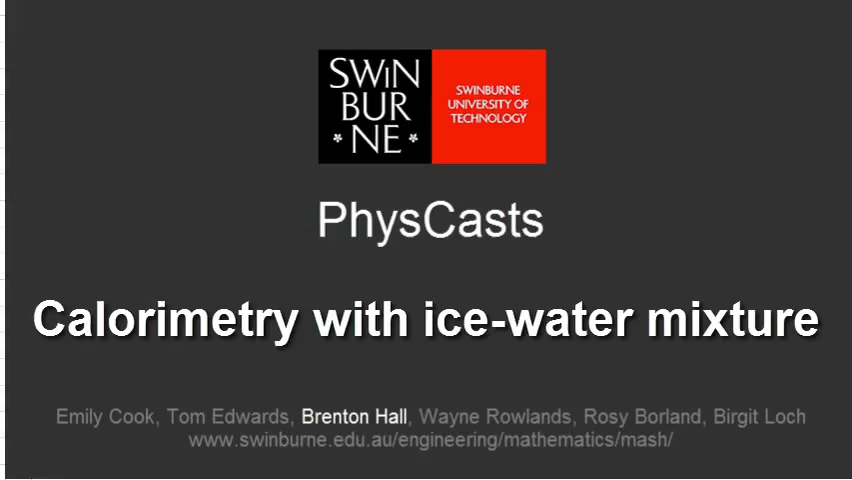 SWiN
BUR
* NE *
SWINBURNE
UNIVERSITY OF
TECHNOLOGY
PhysCasts
Calorimetry with ice-water mixture
Emily Cook, Tom Edwards, Brenton Hall, Wayne Rowlands, Rosy Borland, Birgit Loch
www.swinburne.edu.au/engineering/mathematics/mash/